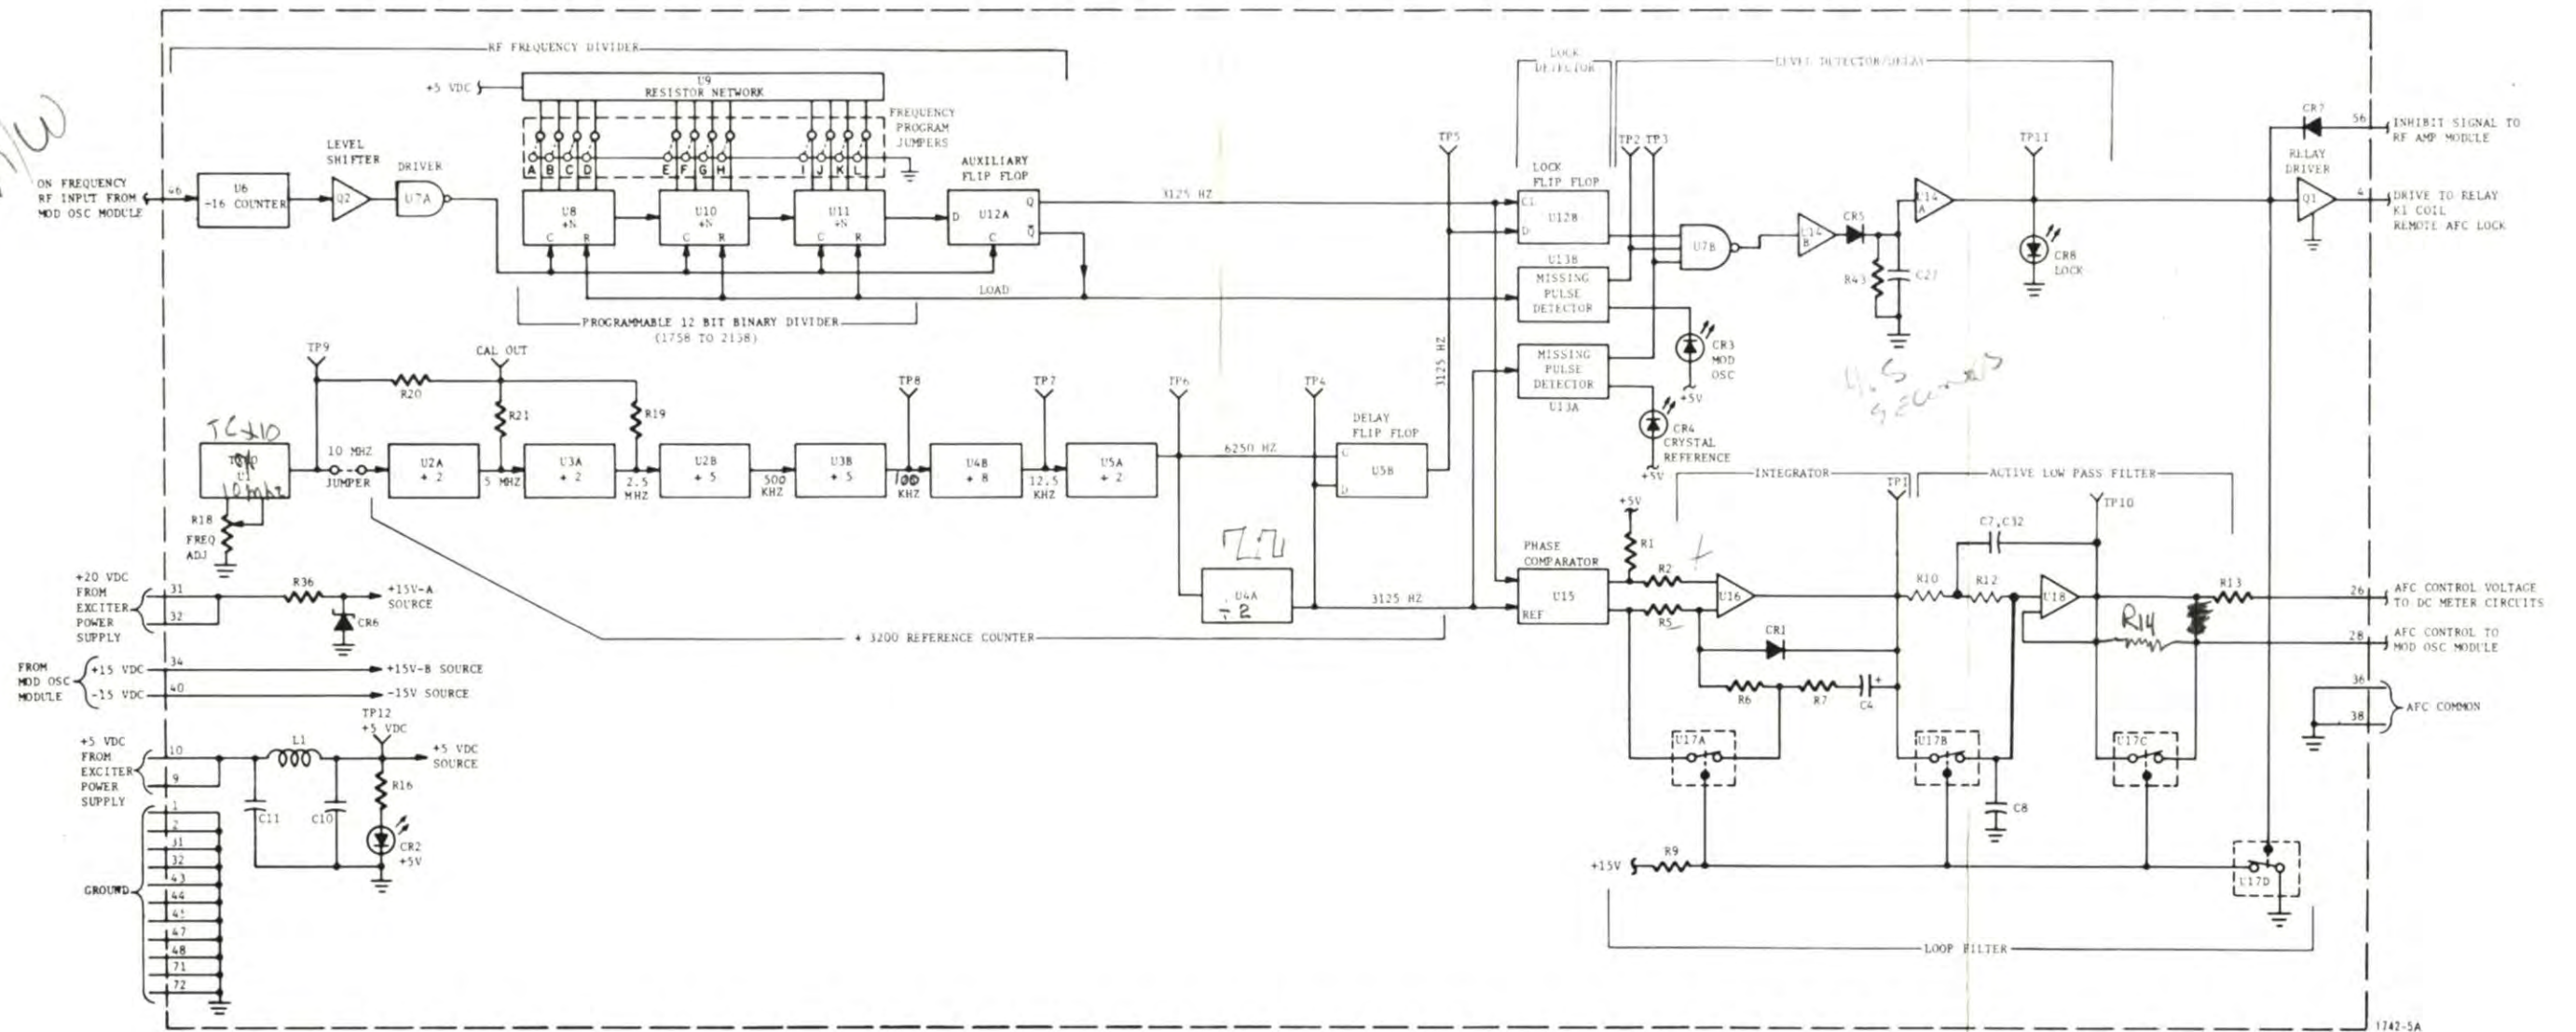 RF FREQUENCY DIVIDER
U9
RESISTOR NETWORK
+5 VDC
FREQUENCY
PROGRAM
JUMPERS
A B C D E F G H I J K L
LEVEL
SHIFTER
DRIVER
AUXILIARY
FLIP FLOP
ON FREQUENCY
RF INPUT FROM
MOD OSC MODULE
46
U6
-16 COUNTER
Q2
U7A
U8
÷N
C R
U10
÷N
C R
U11
÷N
C R
D Q
U12A
C Q
LOAD
3125 HZ
PROGRAMMABLE 12 BIT BINARY DIVIDER
(1758 TO 2158)
LOCK
DETECTOR
LEVEL DETECTOR/DELAY
TP5
TP2 TP3
TP11
LOCK
FLIP FLOP
CL
U12B
D
U13B
MISSING
PULSE
DETECTOR
MISSING
PULSE
DETECTOR
U13A
U7B
U14
B
CR5
R43
C27
U14
A
CR8
LOCK
CR3
MOD
OSC
+5V
CR4
CRYSTAL
REFERENCE
+5V
4.5
SECONDS
CR7
56
INHIBIT SIGNAL TO
RF AMP MODULE
RELAY
DRIVER
Q1
4
DRIVE TO RELAY
K1 COIL
REMOTE AFC LOCK
TP9
CAL OUT
R20
R21
R19
TP8
TP7
TP6
TP4
3125 HZ
U1
10mhz
10 MHZ
JUMPER
R18
FREQ
ADJ
U2A
÷ 2
5 MHZ
U3A
÷ 2
2.5
MHZ
U2B
÷ 5
500
KHZ
U3B
÷ 5
100
KHZ
U4B
÷ 8
12.5
KHZ
U5A
÷ 2
6250 HZ
DELAY
FLIP FLOP
C
U5B
D
U4A
÷2
3125 HZ
÷ 3200 REFERENCE COUNTER
+20 VDC
FROM
EXCITER
POWER
SUPPLY
31
32
R36
+15V-A
SOURCE
CR6
FROM
MOD OSC
MODULE
+15 VDC
34
+15V-B SOURCE
-15 VDC
40
-15V SOURCE
+5 VDC
FROM
EXCITER
POWER
SUPPLY
10
9
L1
C11
C10
TP12
+5 VDC
+5 VDC
SOURCE
R16
CR2
+5V
GROUND
1
2
31
32
43
44
45
47
48
71
72
INTEGRATOR
ACTIVE LOW PASS FILTER
TP1
TP10
+5V
R1
PHASE
COMPARATOR
U15
REF
R2
R5
U16
CR1
R6
R7
C4
+
R10
R12
C7,C32
U18
R14
R13
26
AFC CONTROL VOLTAGE
TO DC METER CIRCUITS
28
AFC CONTROL TO
MOD OSC MODULE
36
38
AFC COMMON
U17A
U17B
U17C
C8
+15V
R9
U17D
LOOP FILTER
1742-5A